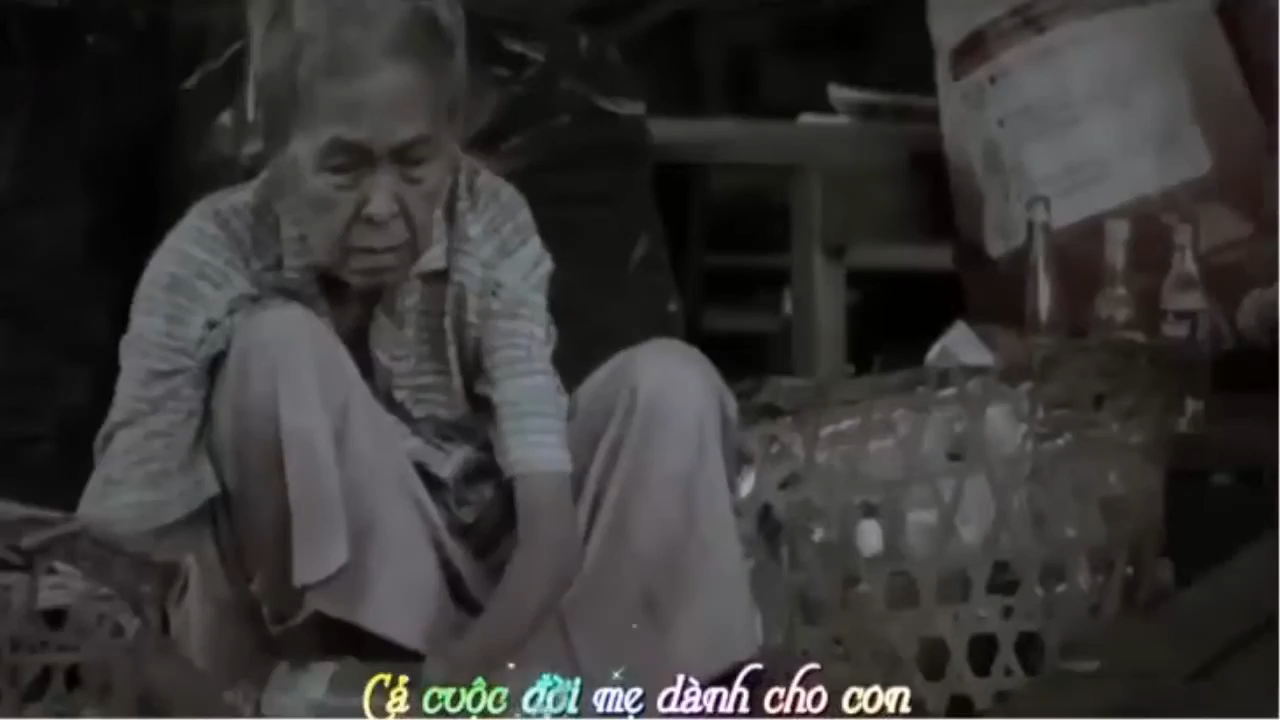 Cả cuộc đời mẹ dành cho con